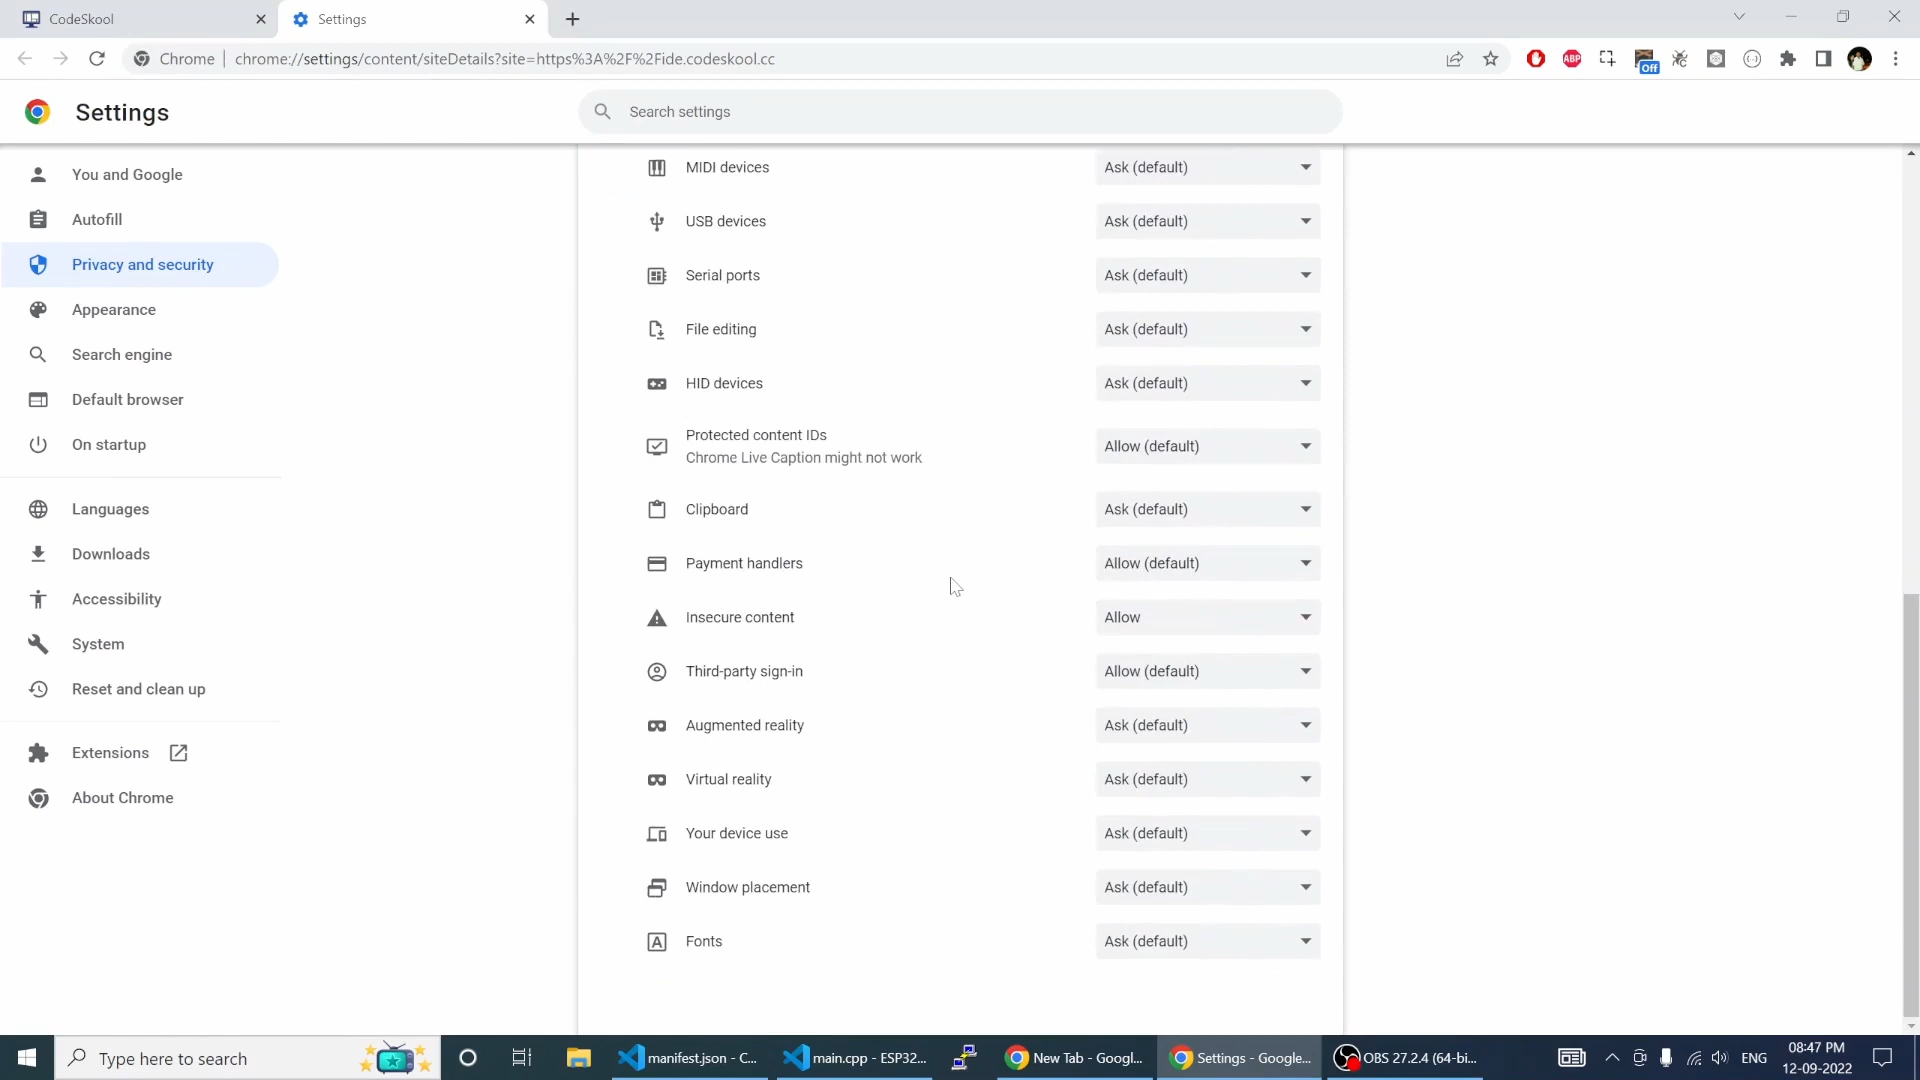 CodeSkool
Settings
Chrome | chrome://settings/content/siteDetails?site=https%3A%2F%2Fide.codeskool.cc
ABP
Off
Settings
Search settings
You and Google
Autofill
Privacy and security
Appearance
Search engine
Default browser
On startup
Languages
Downloads
Accessibility
System
Reset and clean up
Extensions
About Chrome
MIDI devices Ask (default)
USB devices Ask (default)
Serial ports Ask (default)
File editing Ask (default)
HID devices Ask (default)
Protected content IDs Allow (default)
Chrome Live Caption might not work
Clipboard Ask (default)
Payment handlers Allow (default)
Insecure content Allow
Third-party sign-in Allow (default)
Augmented reality Ask (default)
Virtual reality Ask (default)
Your device use Ask (default)
Window placement Ask (default)
Fonts Ask (default)
Type here to search
manifest.json - C...
main.cpp - ESP32...
New Tab - Googl...
Settings - Google...
OBS 27.2.4 (64-bi...
ENG
08:47 PM
12-09-2022